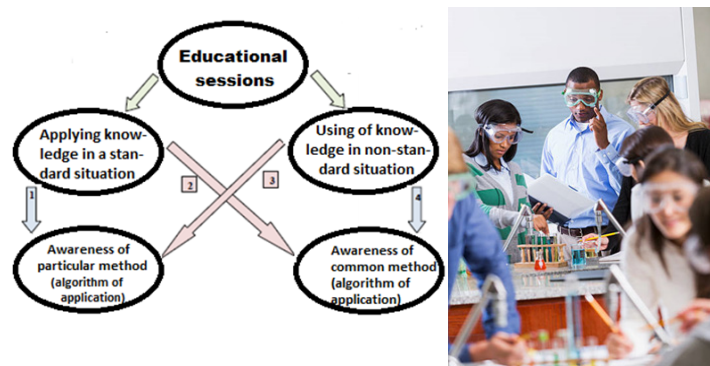 Educational
sessions
Applying know-
ledge in a stan-
dard situation
Using of know-
ledge in non-stan-
dard situation
1
2
3
4
Awareness of
particular method
(algorithm of
application)
Awareness of
common method
(algorithm of
application)